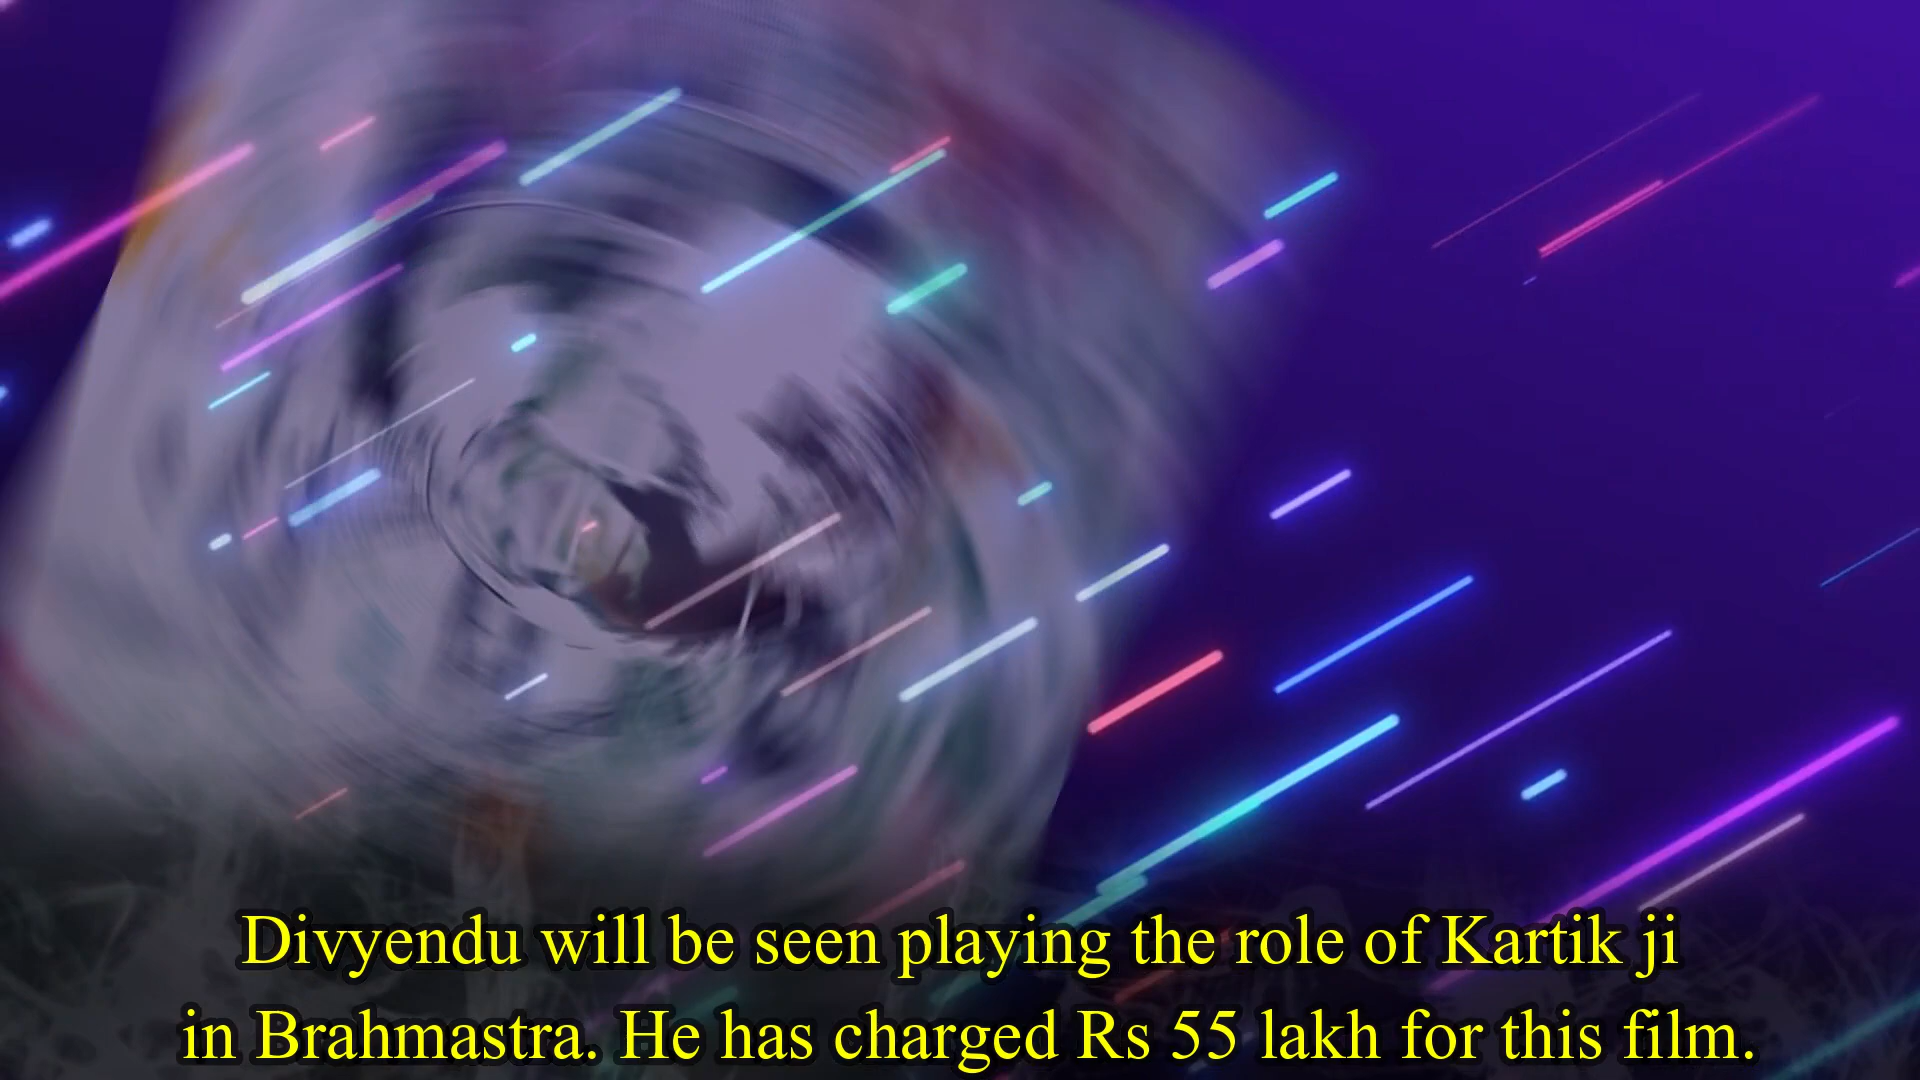 Divyendu will be seen playing the role of Kartik ji
in Brahmastra. He has charged Rs 55 lakh for this film.